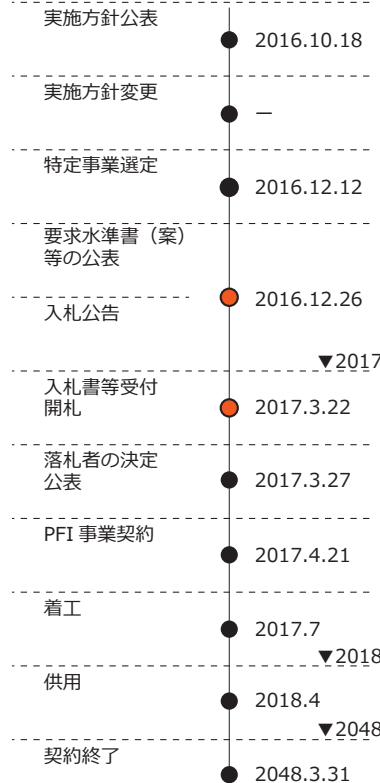 実施方針公表
2016.10.18
実施方針変更
—
特定事業選定
2016.12.12
要求水準書（案）
等の公表
2016.12.26
入札公告
▼2017
入札書等受付
開札
2017.3.22
落札者の決定
公表
2017.3.27
PFI 事業契約
2017.4.21
着工
2017.7
▼2018
供用
2018.4
▼2048
契約終了
2048.3.31